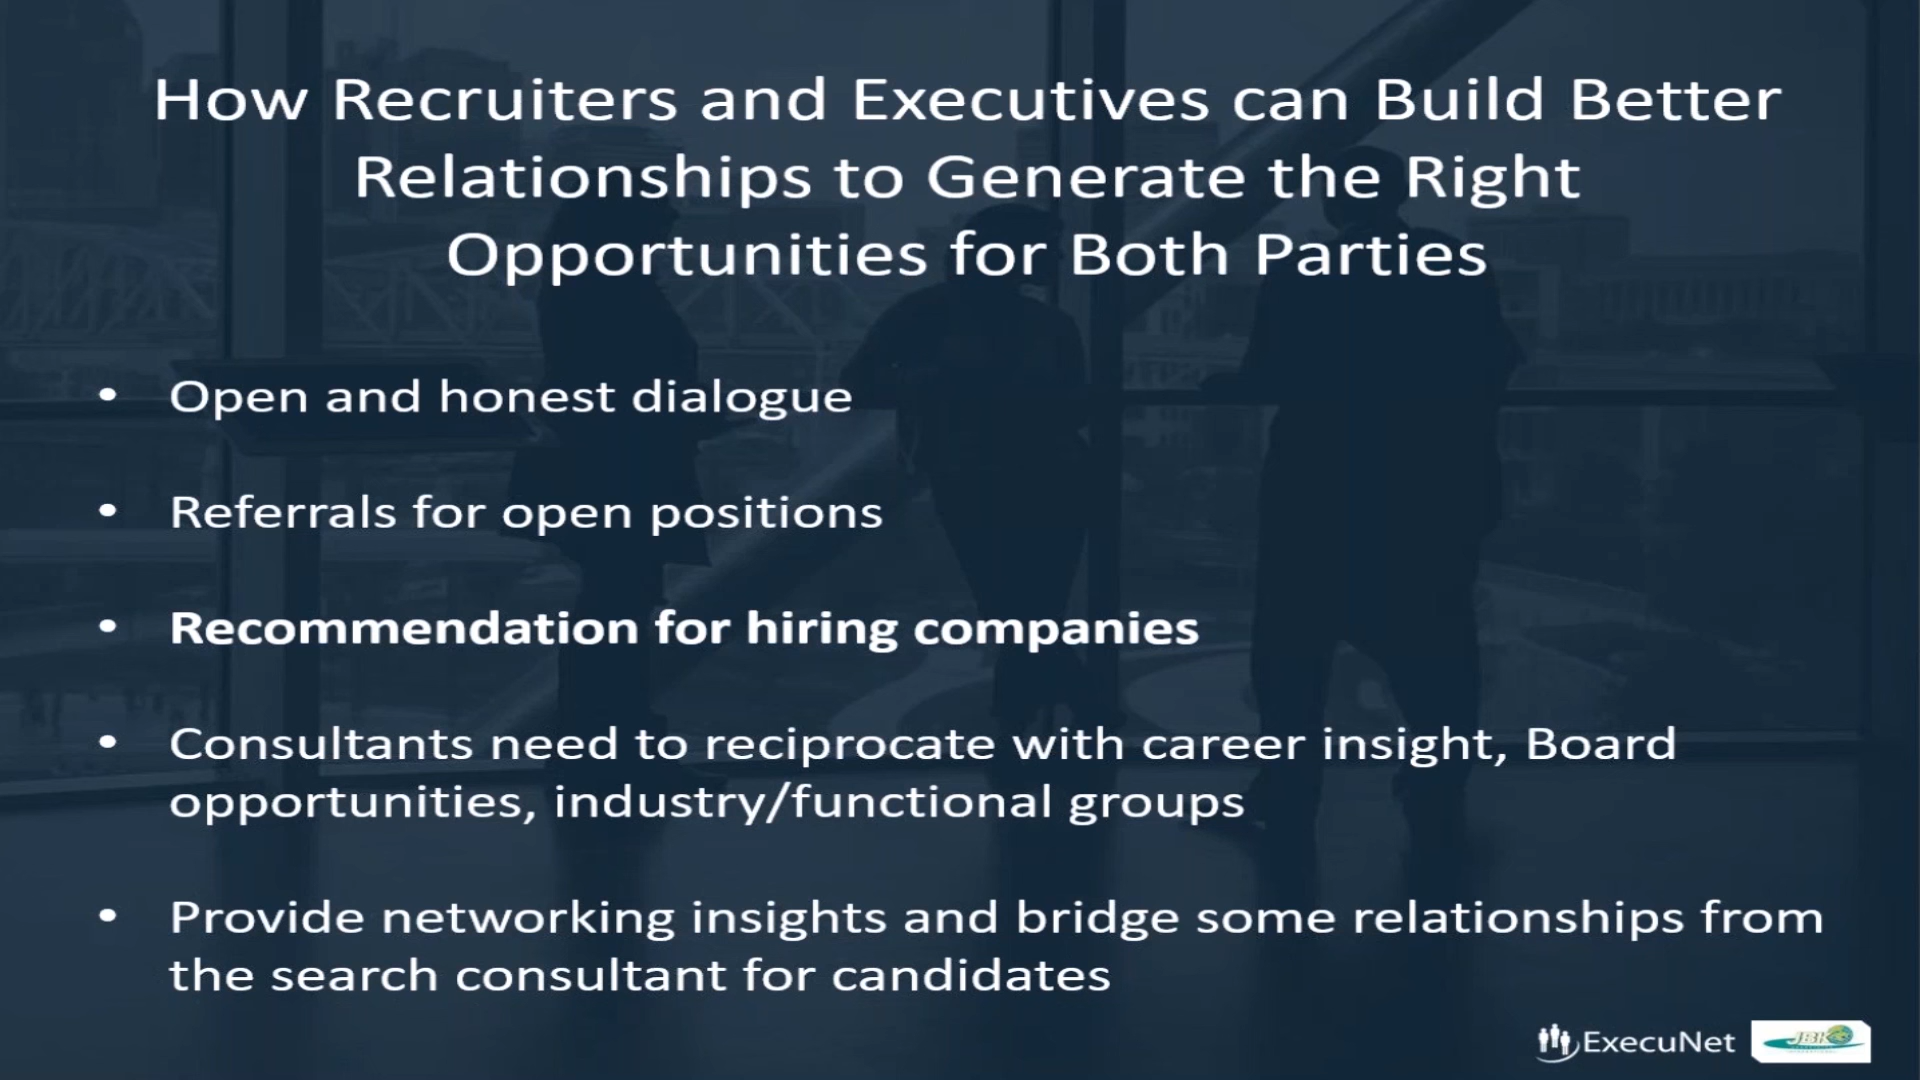 How Recruiters and Executives can Build Better
Relationships to Generate the Right
Opportunities for Both Parties
• Open and honest dialogue
• Referrals for open positions
• Recommendation for hiring companies
• Consultants need to reciprocate with career insight, Board
opportunities, industry/functional groups
• Provide networking insights and bridge some relationships from
the search consultant for candidates
ExecuNet